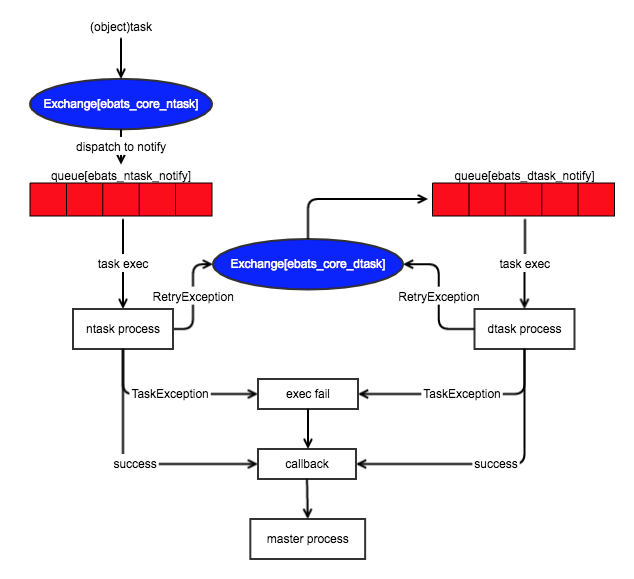 (object)task
Exchange[ebats_core_ntask]
dispatch to notify
queue[ebats_ntask_notify]
queue[ebats_dtask_notify]
task exec
Exchange[ebats_core_dtask]
task exec
RetryException
RetryException
ntask process
dtask process
TaskException
exec fail
TaskException
success
callback
success
master process